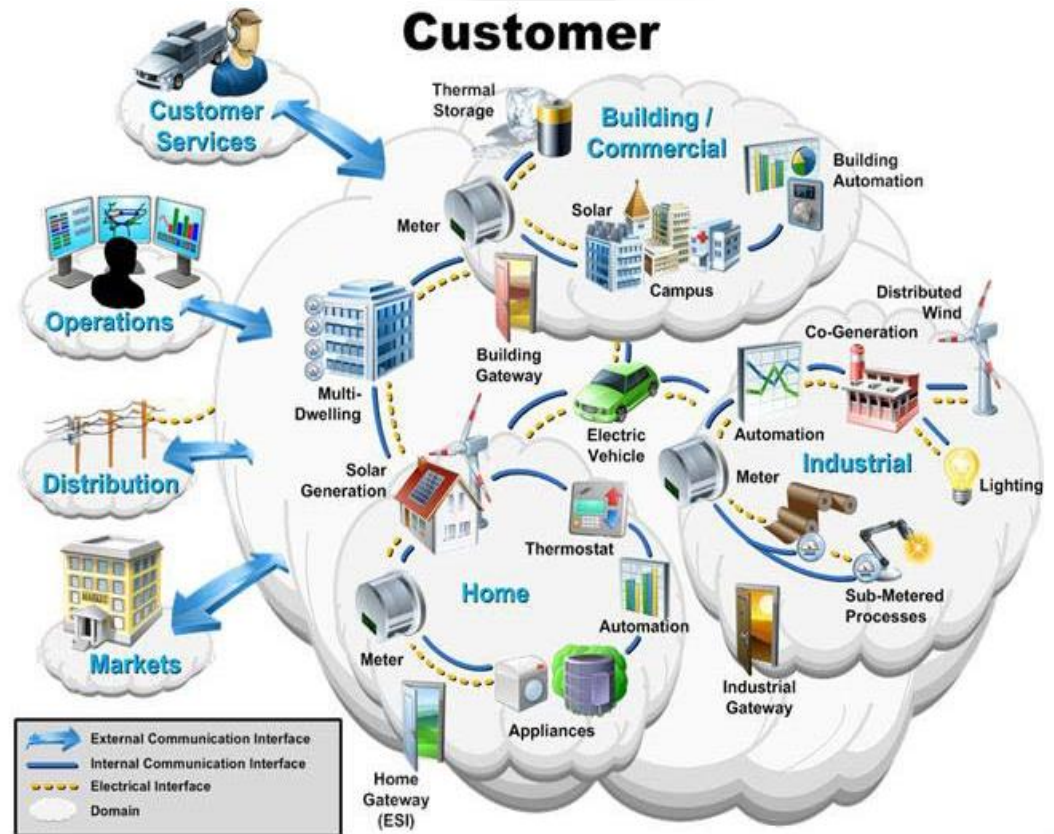 Customer
Customer
Services
Operations
Distribution
Markets
MARKET
Thermal
Storage
Building /
Commercial
Building
Automation
Meter
Solar
Campus
Building
Gateway
Multi-
Dwelling
Electric
Vehicle
Distributed
Wind
Co-Generation
Automation
Meter
Industrial
Lighting
Sub-Metered
Processes
Industrial
Gateway
Solar
Generation
Thermostat
Home
Automation
Meter
Appliances
Home
Gateway
(ESI)
External Communication Interface
Internal Communication Interface
Electrical Interface
Domain